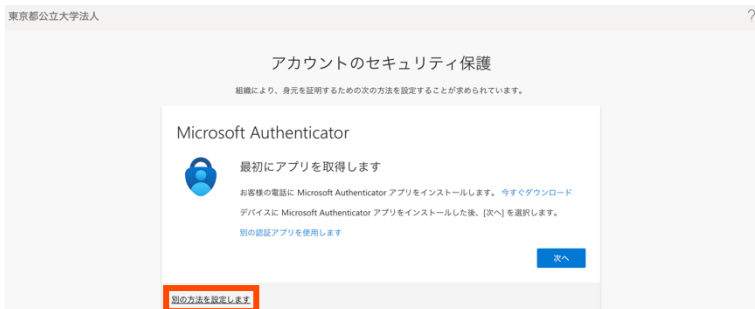 東京都公立大学法人
?
アカウントのセキュリティ保護
組織により、身元を証明するための次の方法を設定することが求められています。
Microsoft Authenticator
最初にアプリを取得します
お客様の電話に Microsoft Authenticator アプリをインストールします。 今すぐダウンロード
デバイスに Microsoft Authenticator アプリをインストールした後、[次へ] を選択します。
別の認証アプリを使用します
次へ
別の方法を設定します